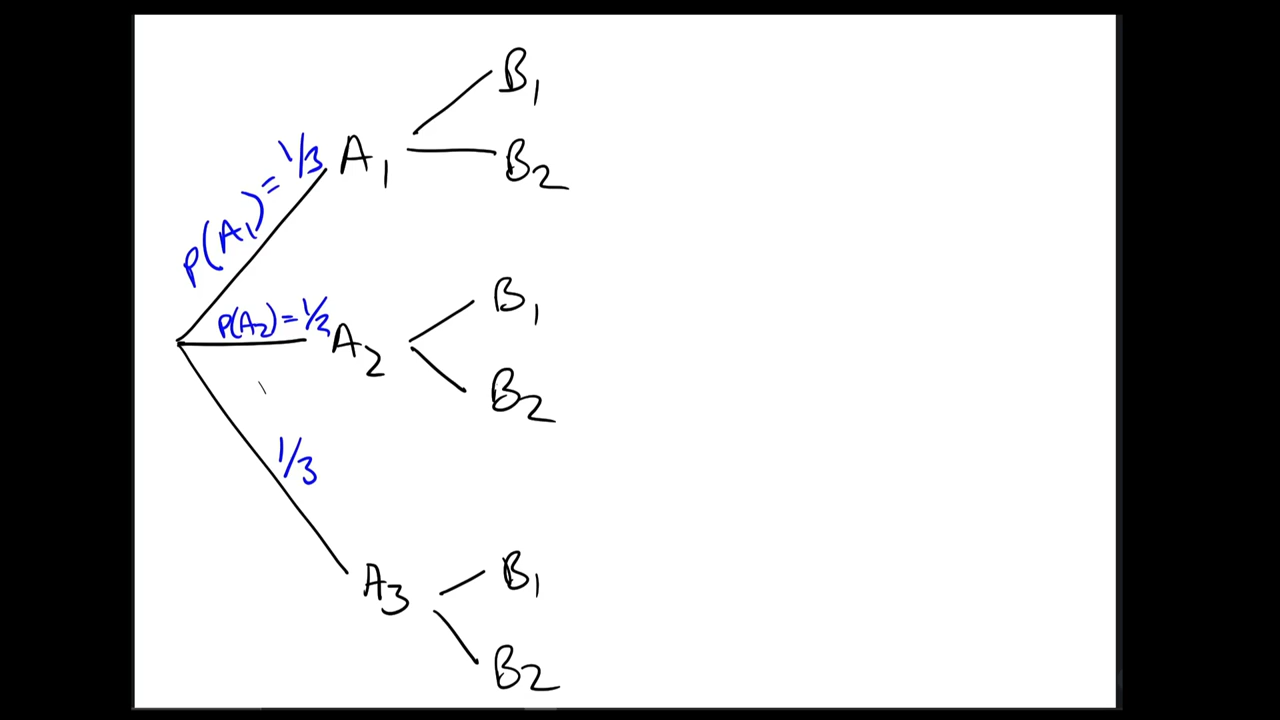 B1
P(A1) = 1/3 A1
B2
B1
P(A2) = 1/3 A2
B2
1/3
B1
A3
B2